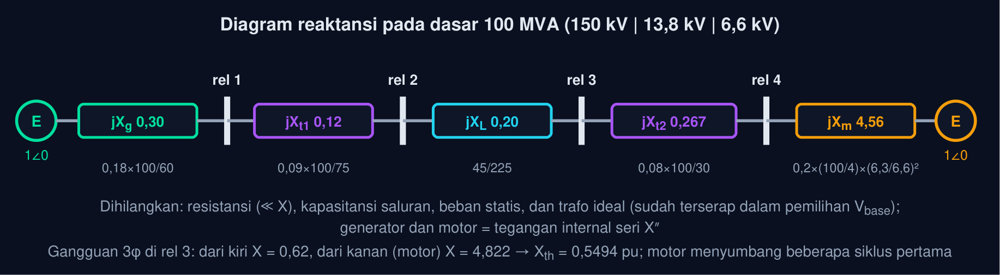 Diagram reaktansi pada dasar 100 MVA (150 kV | 13,8 kV | 6,6 kV)
rel 1
rel 2
rel 3
rel 4
E
jXg 0,30
jXt1 0,12
jXL 0,20
jXt2 0,267
jXm 4,56
E
1∠0
1∠0
0,18×100/60
0,09×100/75
45/225
0,08×100/30
0,2×(100/4)×(6,3/6,6)²
Dihilangkan: resistansi (≪ X), kapasitansi saluran, beban statis, dan trafo ideal (sudah terserap dalam pemilihan Vbase);
generator dan motor = tegangan internal seri X″
Gangguan 3φ di rel 3: dari kiri X = 0,62, dari kanan (motor) X = 4,822 → Xth = 0,5494 pu; motor menyumbang beberapa siklus pertama